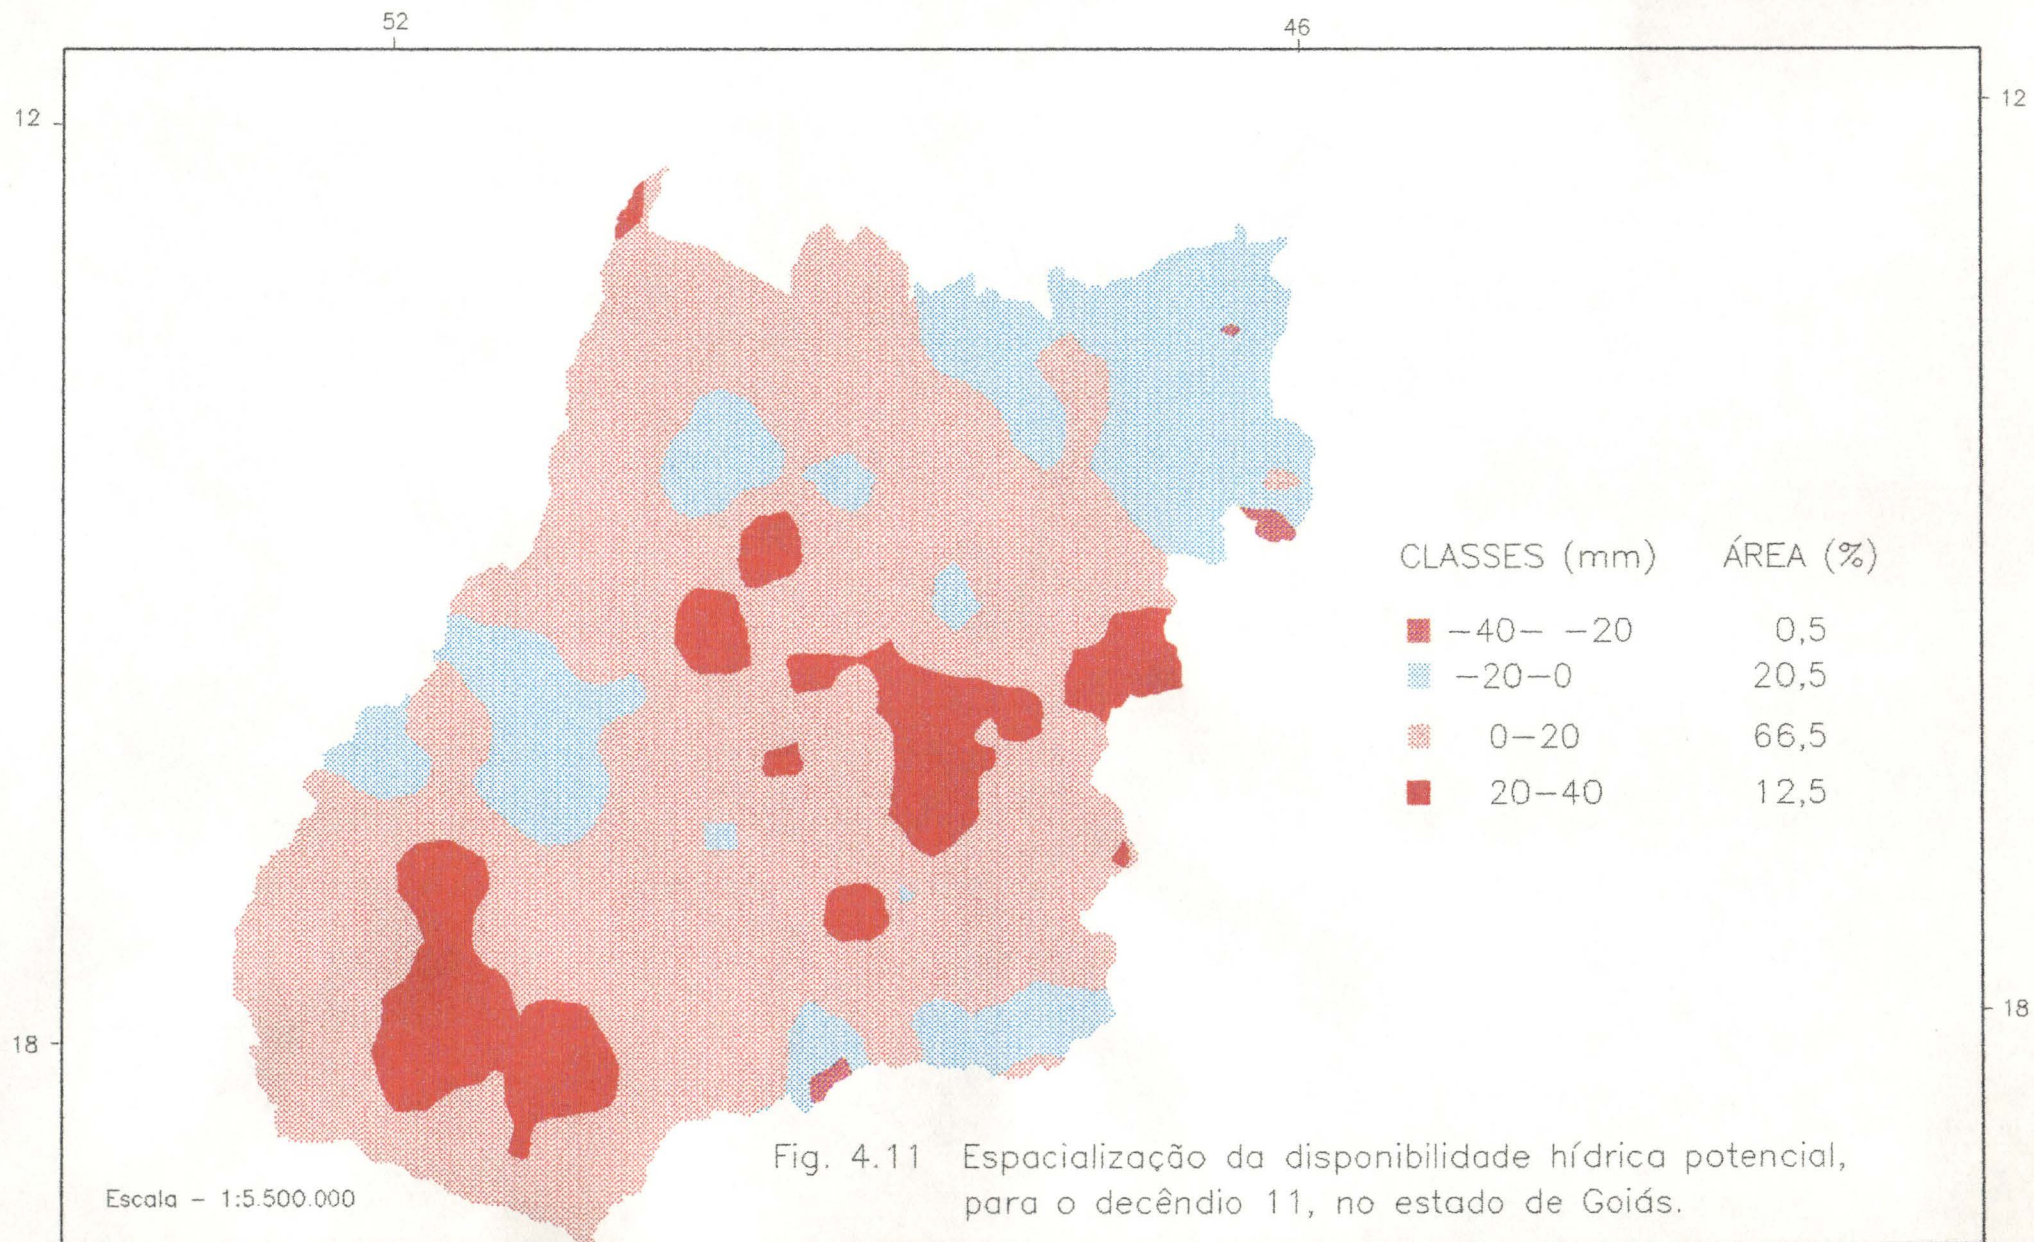 52
46
12
12
CLASSES (mm) ÁREA (%)
-40- -20 0,5
-20-0 20,5
0-20 66,5
20-40 12,5
18
18
Fig. 4.11 Espacialização da disponibilidade hídrica potencial,
para o decêndio 11, no estado de Goiás.
Escala - 1:5.500.000